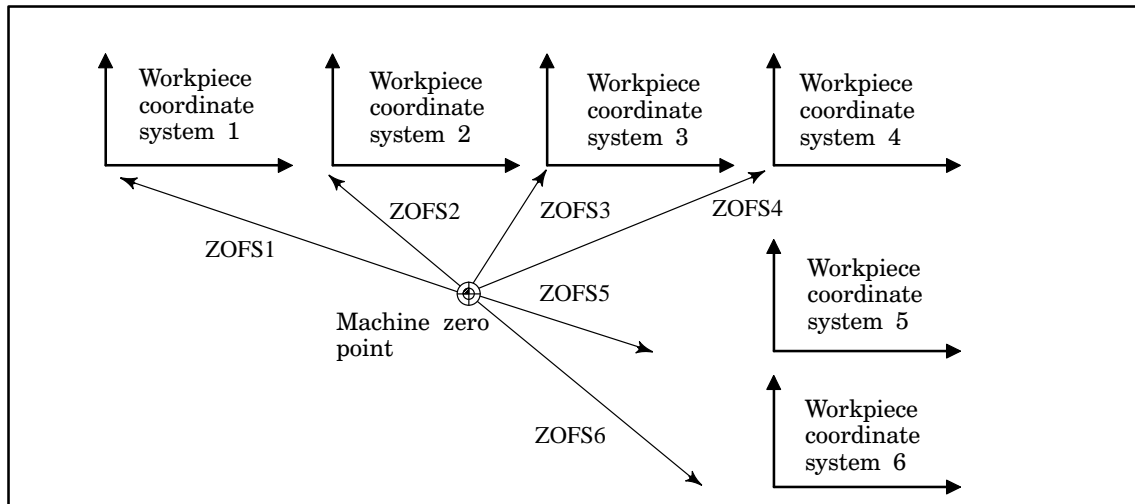 Workpiece
coordinate
system 1
Workpiece
coordinate
system 2
Workpiece
coordinate
system 3
Workpiece
coordinate
system 4
ZOFS1
ZOFS2
ZOFS3
ZOFS4
Machine zero
point
ZOFS5
Workpiece
coordinate
system 5
ZOFS6
Workpiece
coordinate
system 6